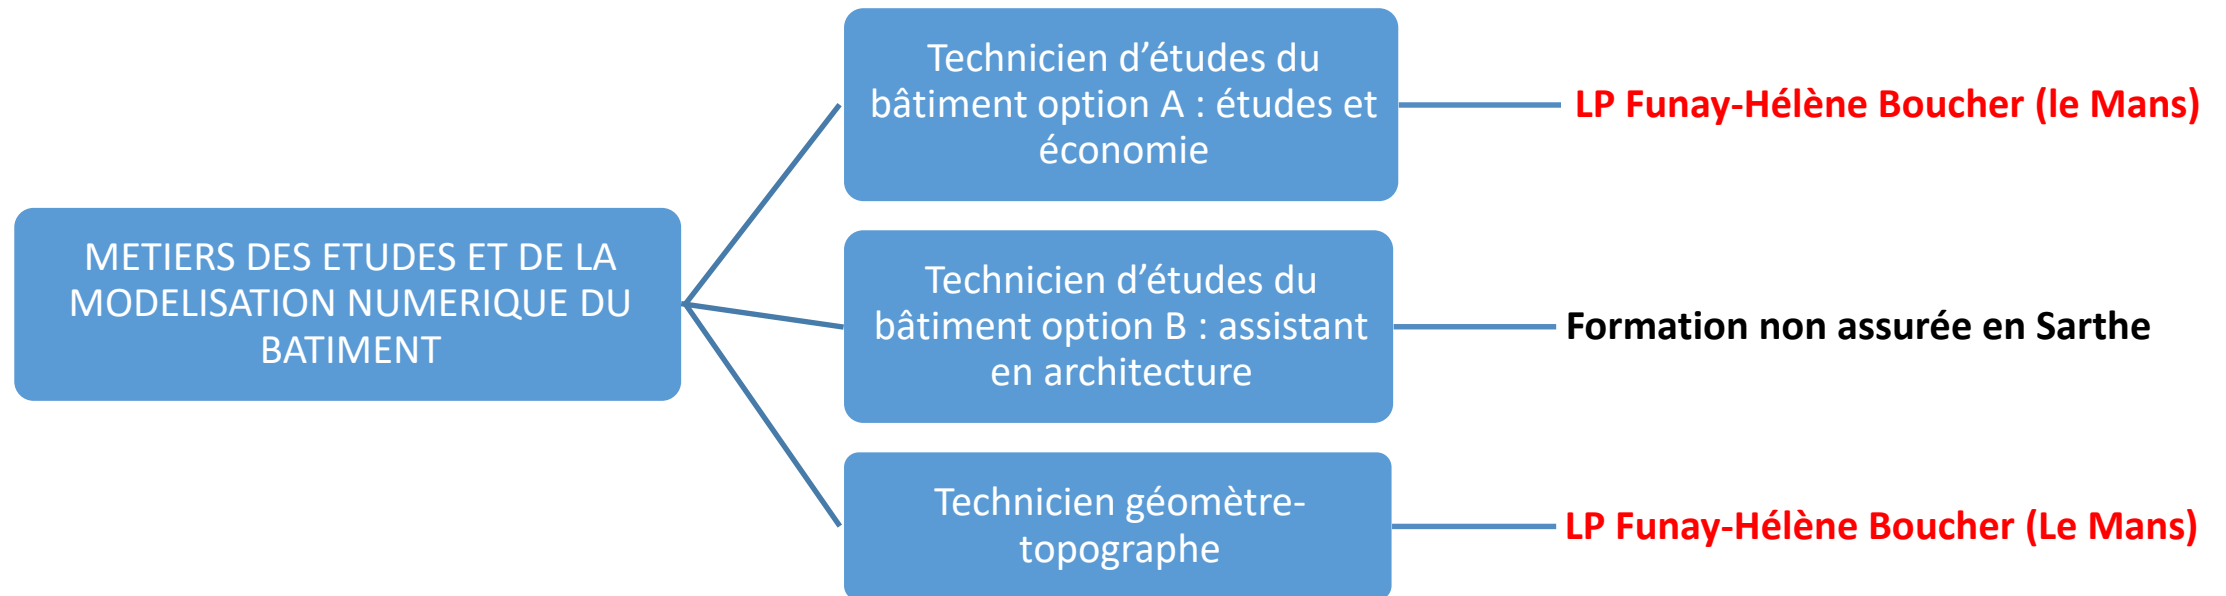 METIERS DES ETUDES ET DE LA
MODELISATION NUMERIQUE DU
BATIMENT
Technicien d’études du
bâtiment option A : études et
économie
LP Funay-Hélène Boucher (le Mans)
Technicien d’études du
bâtiment option B : assistant
en architecture
Formation non assurée en Sarthe
Technicien géomètre-
topographe
LP Funay-Hélène Boucher (Le Mans)